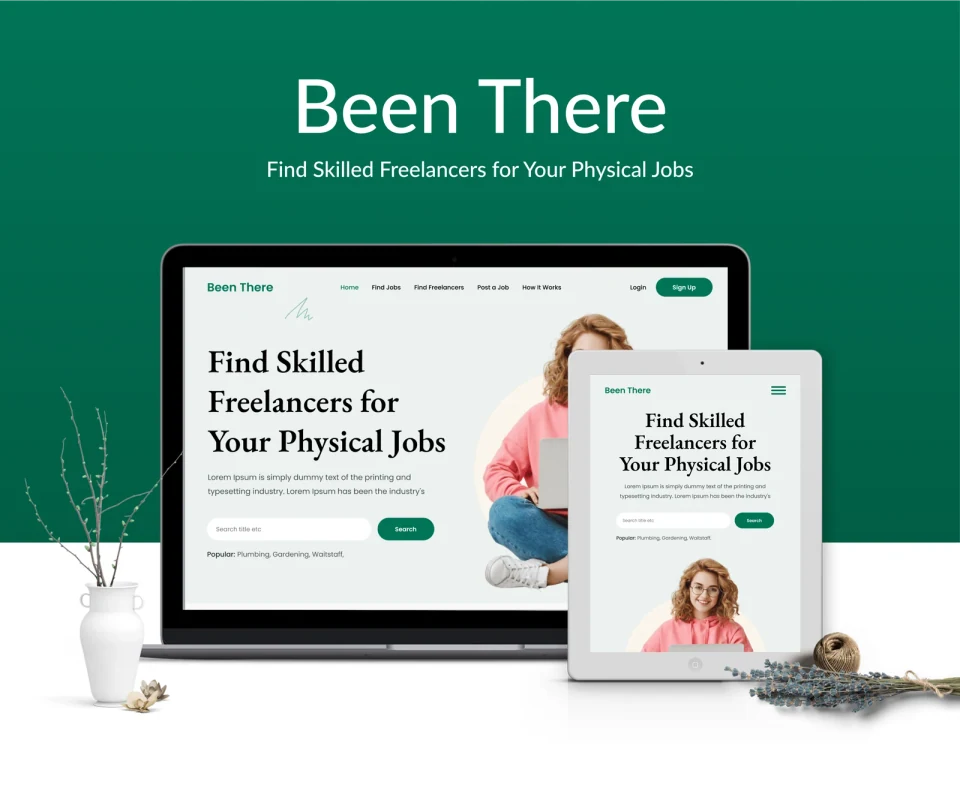 Been There
Find Skilled Freelancers for Your Physical Jobs
Been There
Home Find Jobs Find Freelancers Post a Job How It Works
Login Sign Up
Find Skilled
Freelancers for
Your Physical Jobs
Lorem Ipsum is simply dummy text of the printing and
typesetting industry. Lorem Ipsum has been the industry's
Search title etc Search
Popular: Plumbing, Gardening, Waitstaff,
Been There
Find Skilled
Freelancers for
Your Physical Jobs
Lorem Ipsum is simply dummy text of the printing and
typesetting industry. Lorem Ipsum has been the industry's
Search title etc Search
Popular: Plumbing, Gardening, Waitstaff,